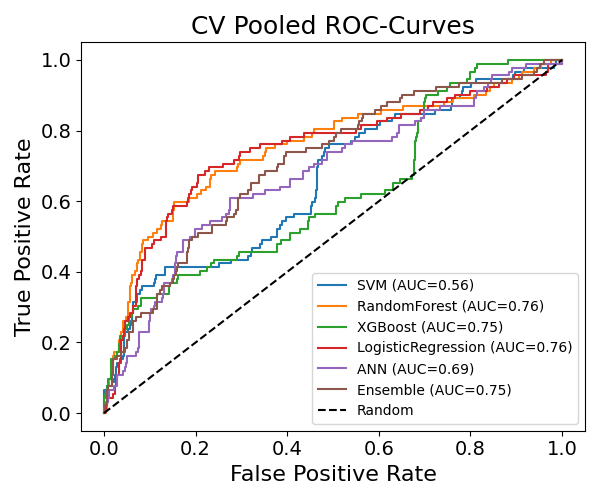 CV Pooled ROC-Curves
True Positive Rate
1.0
0.8
0.6
0.4
0.2
0.0
SVM (AUC=0.56)
RandomForest (AUC=0.76)
XGBoost (AUC=0.75)
LogisticRegression (AUC=0.76)
ANN (AUC=0.69)
Ensemble (AUC=0.75)
Random
0.0 0.2 0.4 0.6 0.8 1.0
False Positive Rate